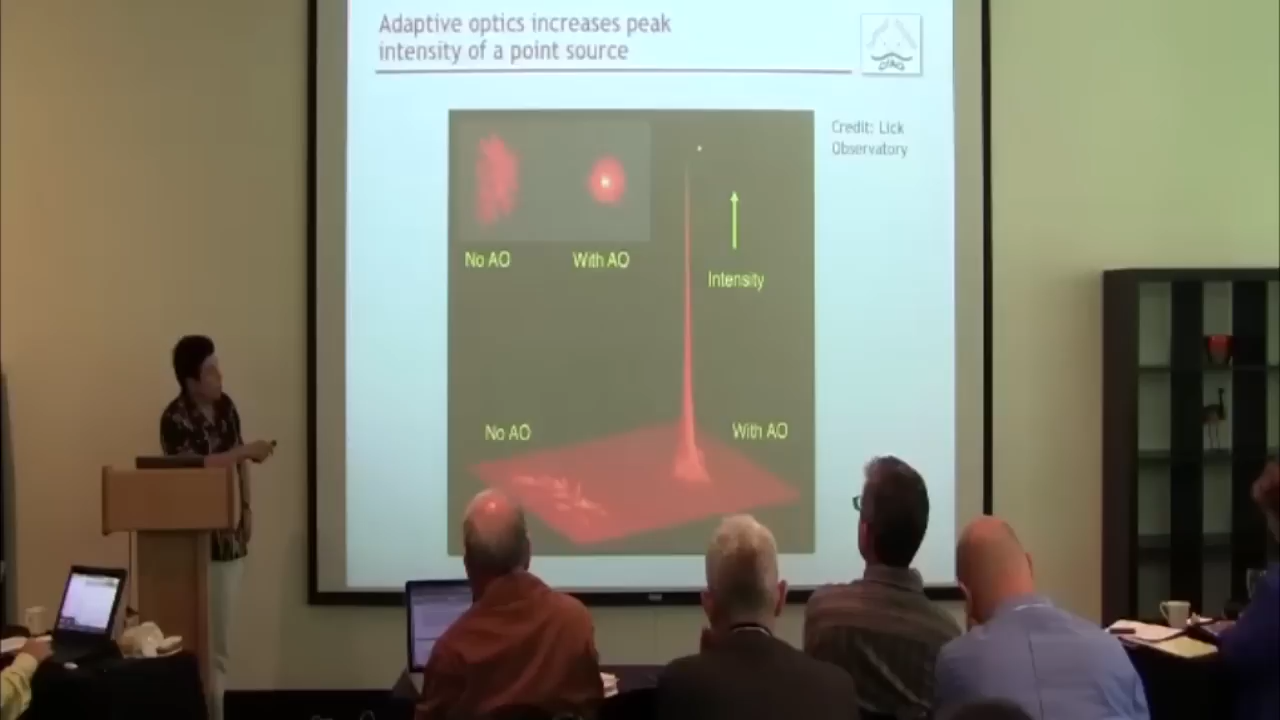 Adaptive optics increases peak
intensity of a point source
Credit: Lick
Observatory
No AO
With AO
Intensity
No AO
With AO